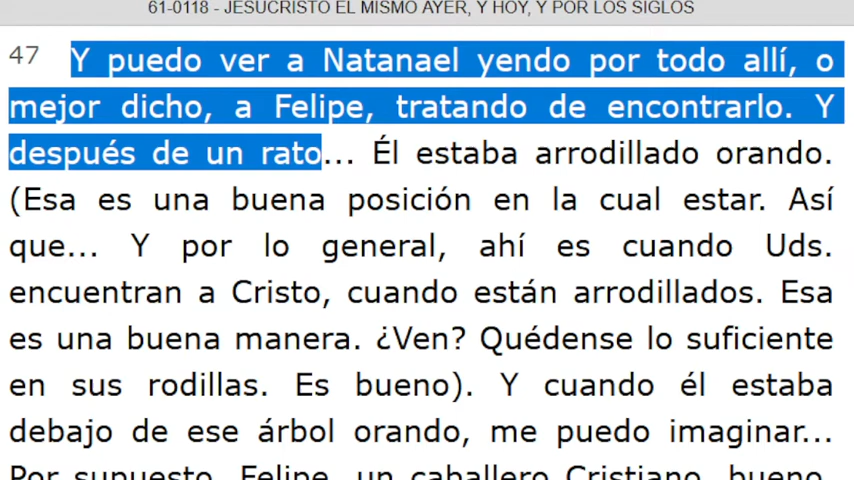 61-0118 - JESUCRISTO EL MISMO AYER, Y HOY, Y POR LOS SIGLOS
47 Y puedo ver a Natanael yendo por todo allí, o
mejor dicho, a Felipe, tratando de encontrarlo. Y
después de un rato... Él estaba arrodillado orando.
(Esa es una buena posición en la cual estar. Así
que... Y por lo general, ahí es cuando Uds.
encuentran a Cristo, cuando están arrodillados. Esa
es una buena manera. ¿Ven? Quédense lo suficiente
en sus rodillas. Es bueno). Y cuando él estaba
debajo de ese árbol orando, me puedo imaginar...
Por supuesto, Felipe, un caballero Cristiano, bueno,